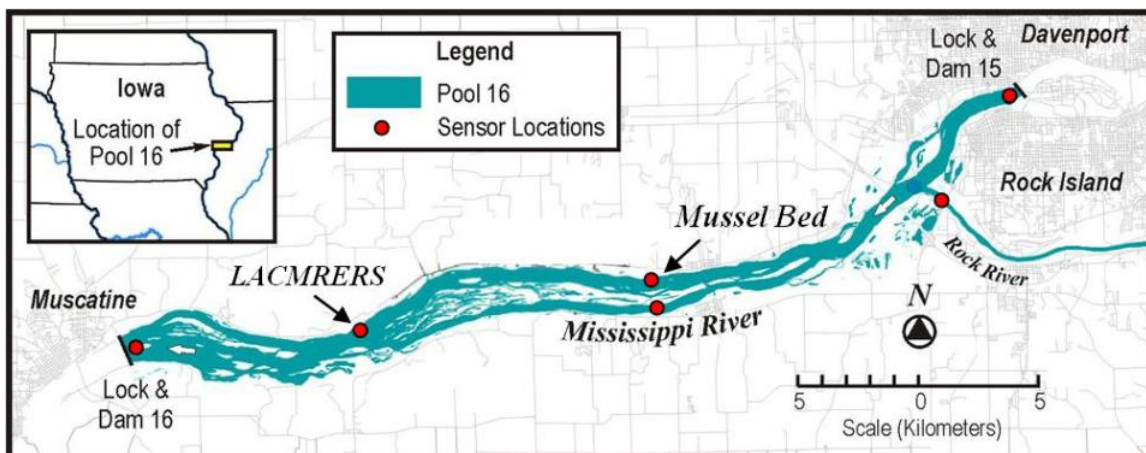 Iowa
Location of
Pool 16
Legend
Pool 16
Sensor Locations
Lock &
Dam 15
Davenport
Rock Island
Mussel Bed
Rock River
LACMRERS
Muscatine
Mississippi River
N
Lock &
Dam 16
5 0 5
Scale (Kilometers)